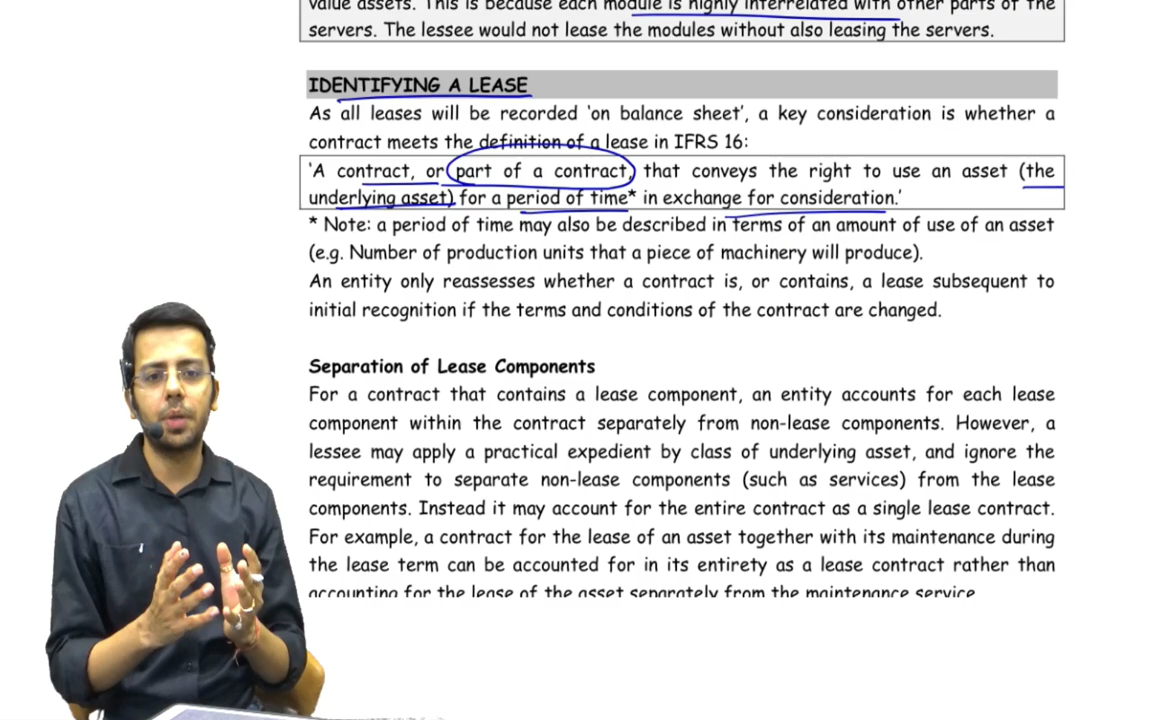 value assets. This is because each module is highly interrelated with other parts of the
servers. The lessee would not lease the modules without also leasing the servers.
IDENTIFYING A LEASE
As all leases will be recorded 'on balance sheet', a key consideration is whether a
contract meets the definition of a lease in IFRS 16:
'A contract, or part of a contract, that conveys the right to use an asset (the
underlying asset) for a period of time* in exchange for consideration.'
* Note: a period of time may also be described in terms of an amount of use of an asset
(e.g. Number of production units that a piece of machinery will produce).
An entity only reassesses whether a contract is, or contains, a lease subsequent to
initial recognition if the terms and conditions of the contract are changed.
Separation of Lease Components
For a contract that contains a lease component, an entity accounts for each lease
component within the contract separately from non-lease components. However, a
lessee may apply a practical expedient by class of underlying asset, and ignore the
requirement to separate non-lease components (such as services) from the lease
components. Instead it may account for the entire contract as a single lease contract.
For example, a contract for the lease of an asset together with its maintenance during
the lease term can be accounted for in its entirety as a lease contract rather than
accounting for the lease of the asset separately from the maintenance service